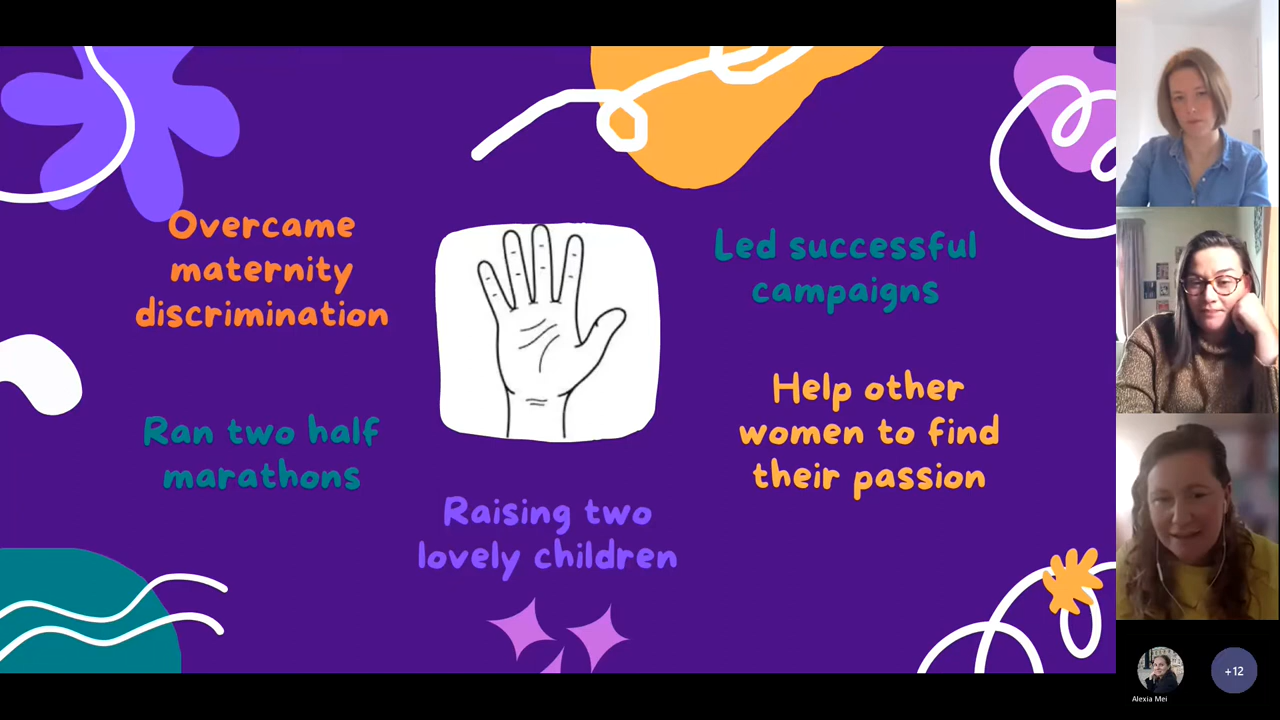 Overcame
maternity
discrimination
Ran two half
marathons
Raising two
lovely children
Led successful
campaigns
Help other
women to find
their passion
Alexia Mei
+12